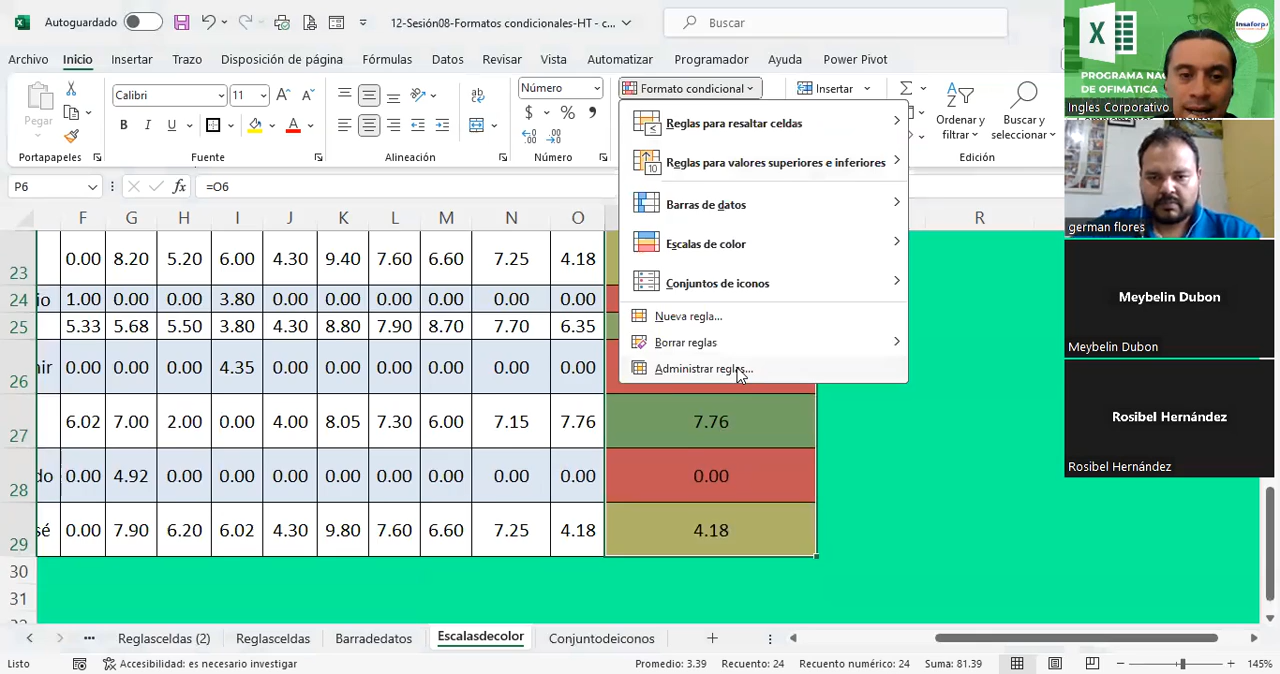 Autoguardado
12-Sesión08-Formatos condicionales-HT - c...
Buscar
Archivo Inicio Insertar Trazo Disposición de página Fórmulas Datos Revisar Vista Automatizar Programador Ayuda Power Pivot
Pegar
Calibri 11
N K S
Número
$ % 
Formato condicional
Insertar
Ordenar y filtrar
Buscar y seleccionar
Portapapeles Fuente Alineación Número Edición
Reglas para resaltar celdas
Reglas para valores superiores e inferiores
Barras de datos
Escalas de color
Conjuntos de iconos
Nueva regla...
Borrar reglas
Administrar reglas...
P6 fx =O6
F G H I J K L M N O R
23 0.00 8.20 5.20 6.00 4.30 9.40 7.60 6.60 7.25 4.18
24 io 1.00 0.00 0.00 3.80 0.00 0.00 0.00 0.00 0.00 0.00
25 5.33 5.68 5.50 3.80 4.30 8.80 7.90 8.70 7.70 6.35
26 nir 0.00 0.00 0.00 4.35 0.00 0.00 0.00 0.00 0.00 0.00
27 6.02 7.00 2.00 0.00 4.00 8.05 7.30 6.00 7.15 7.76 7.76
28 do 0.00 4.92 0.00 0.00 0.00 0.00 0.00 0.00 0.00 0.00 0.00
29 sé 0.00 7.90 6.20 6.02 4.30 9.80 7.60 6.60 7.25 4.18 4.18
30
31
Reglasceldas (2) Reglasceldas Barradedatos Escalasdecolor Conjuntodeiconos
Listo Accesibilidad: es necesario investigar Promedio: 3.39 Recuento: 24 Recuento numérico: 24 Suma: 81.39 145%
Insaforp
PROGRAMA NAC
DE OFIMATICA
Ingles Corporativo
german flores
Meybelin Dubon
Meybelin Dubon
Rosibel Hernández
Rosibel Hernández